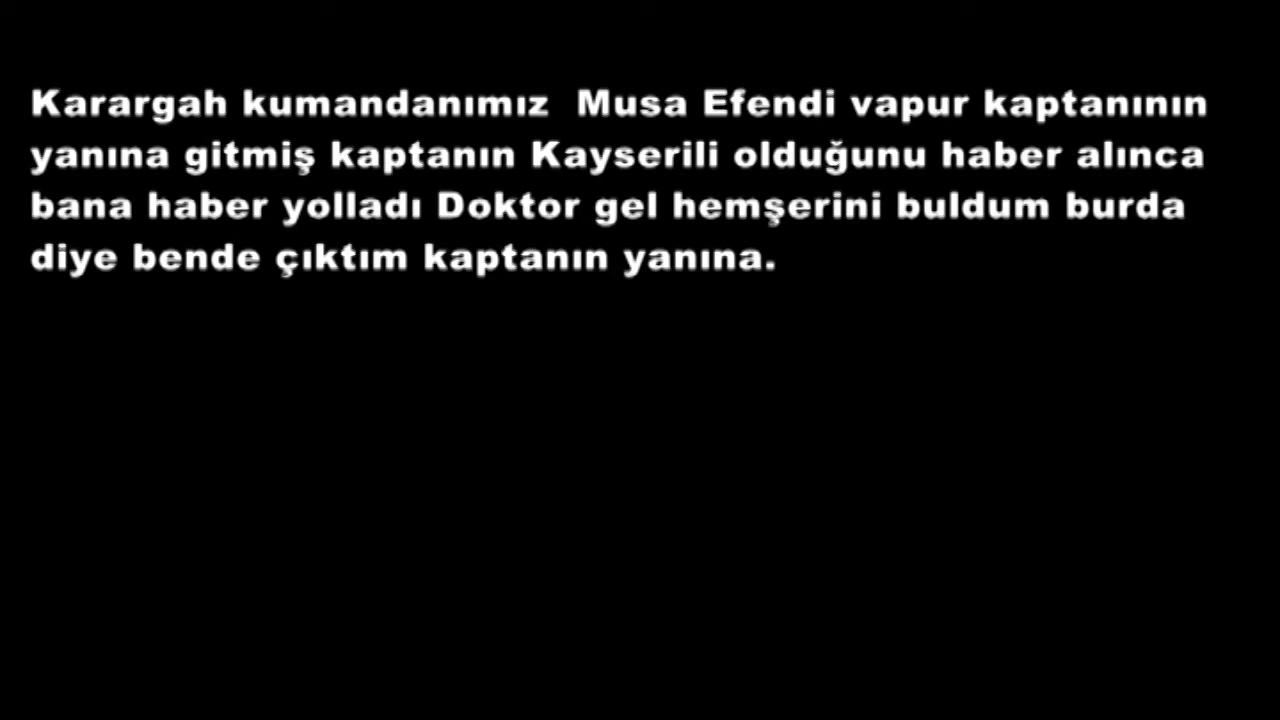 Karargah kumandanımız  Musa Efendi vapur kaptanının
yanına gitmiş kaptanın Kayserili olduğunu haber alınca
bana haber yolladı Doktor gel hemşerini buldum burda
diye bende çıktım kaptanın yanına.